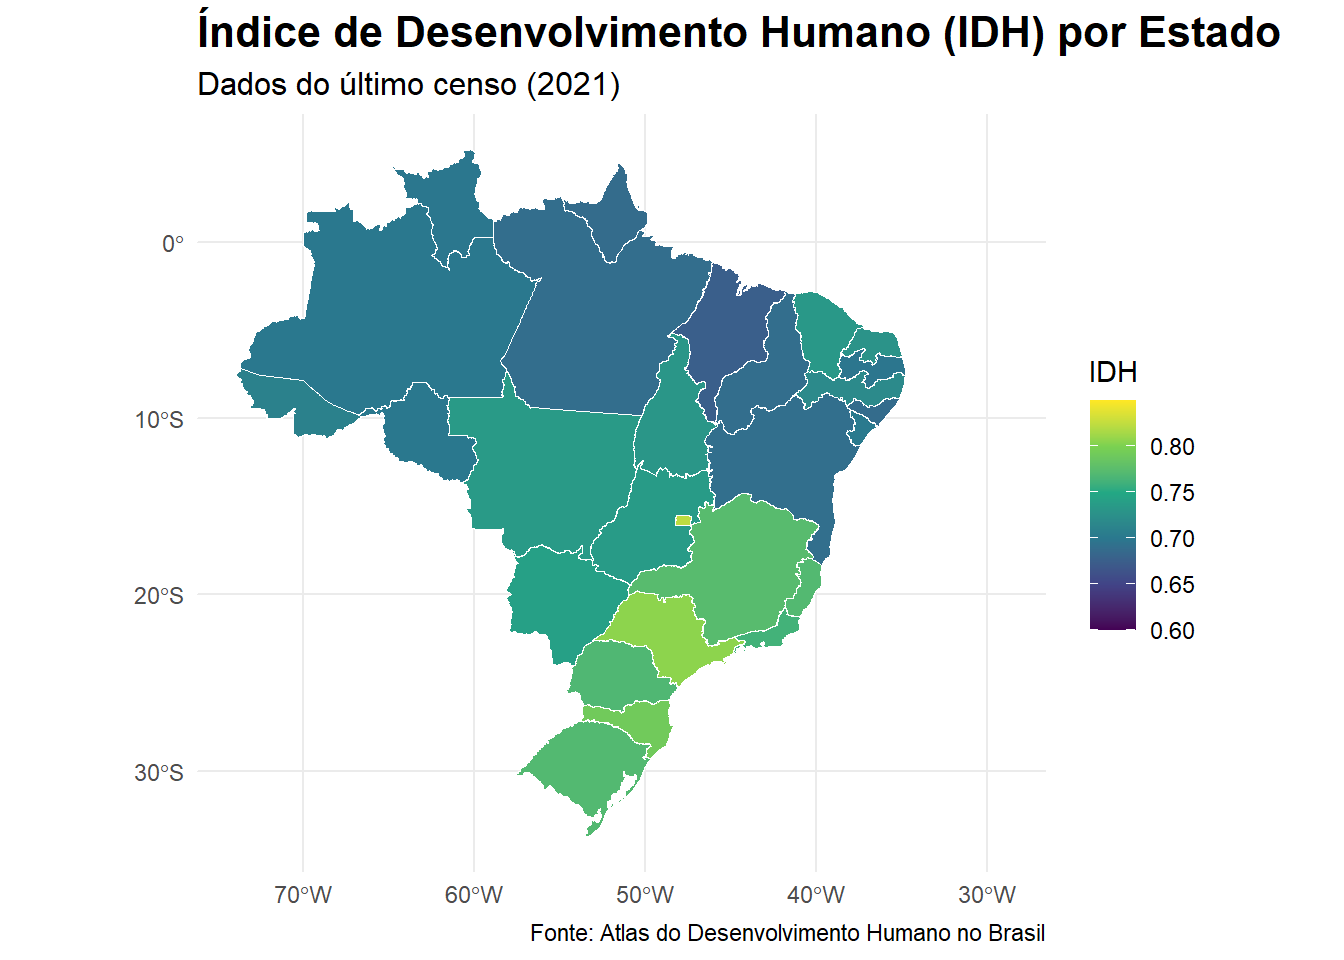 Índice de Desenvolvimento Humano (IDH) por Estado
Dados do último censo (2021)
0°
10°S
20°S
30°S
70°W
60°W
50°W
40°W
30°W
IDH
0.80
0.75
0.70
0.65
0.60
Fonte: Atlas do Desenvolvimento Humano no Brasil